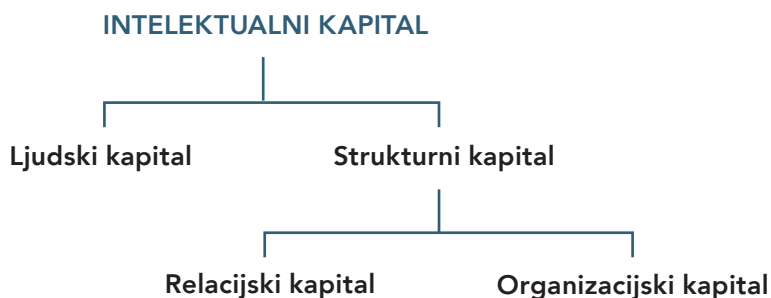 INTELEKTUALNI KAPITAL
Ljudski kapital Strukturni kapital
Relacijski kapital Organizacijski kapital